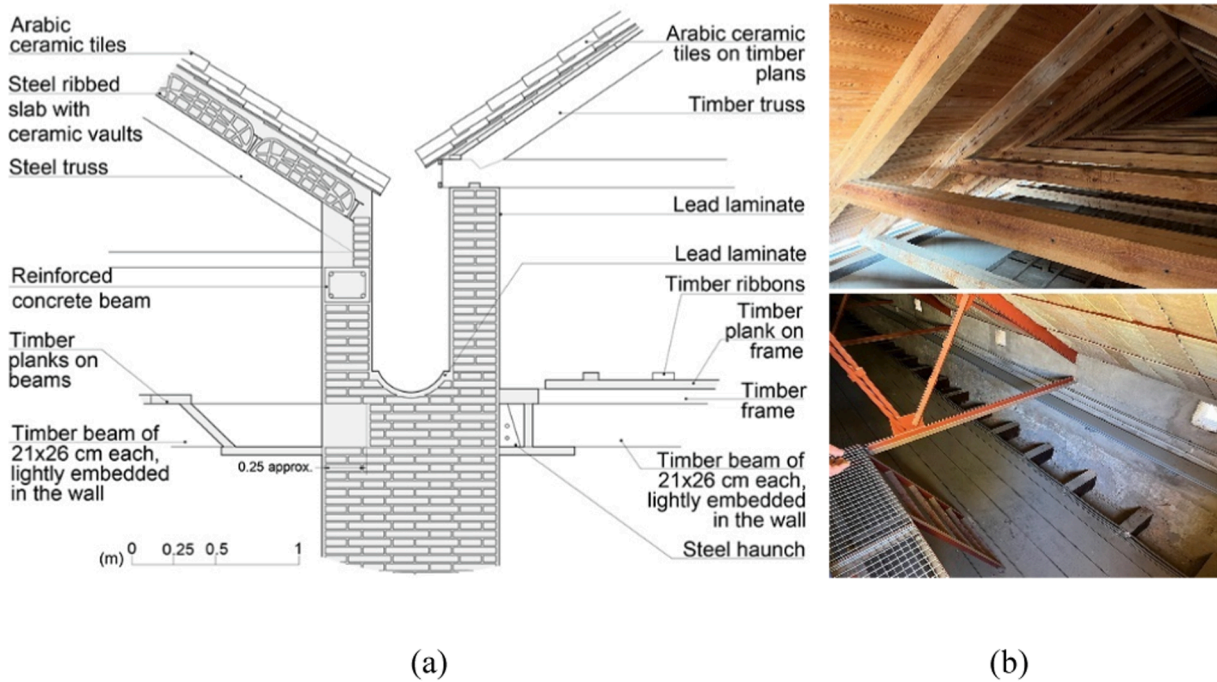 Arabic
ceramic tiles
Steel ribbed
slab with
ceramic vaults
Steel truss
Reinforced
concrete beam
Timber
planks on
beams
Timber beam of
21x26 cm each,
lightly embedded
in the wall
0.25 approx.
(m) 0 0.25 0.5 1
Arabic ceramic
tiles on timber
plans
Timber truss
Lead laminate
Lead laminate
Timber ribbons
Timber
plank on
frame
Timber
frame
Timber beam of
21x26 cm each,
lightly embedded
in the wall
Steel haunch
(a)
(b)